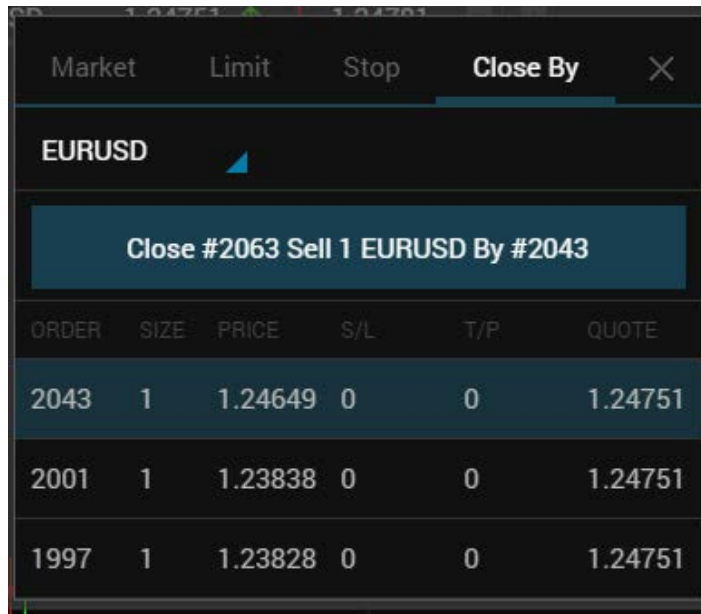 Market Limit Stop Close By
EURUSD
Close #2063 Sell 1 EURUSD By #2043
ORDER SIZE PRICE S/L T/P QUOTE
2043 1 1.24649 0 0 1.24751
2001 1 1.23838 0 0 1.24751
1997 1 1.23828 0 0 1.24751